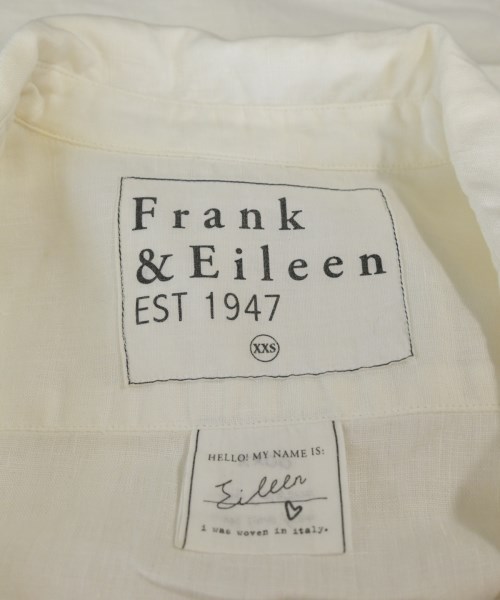 Frank
& Eileen
EST 1947
XXS
HELLO! MY NAME IS:
Eileen
i was woven in italy.